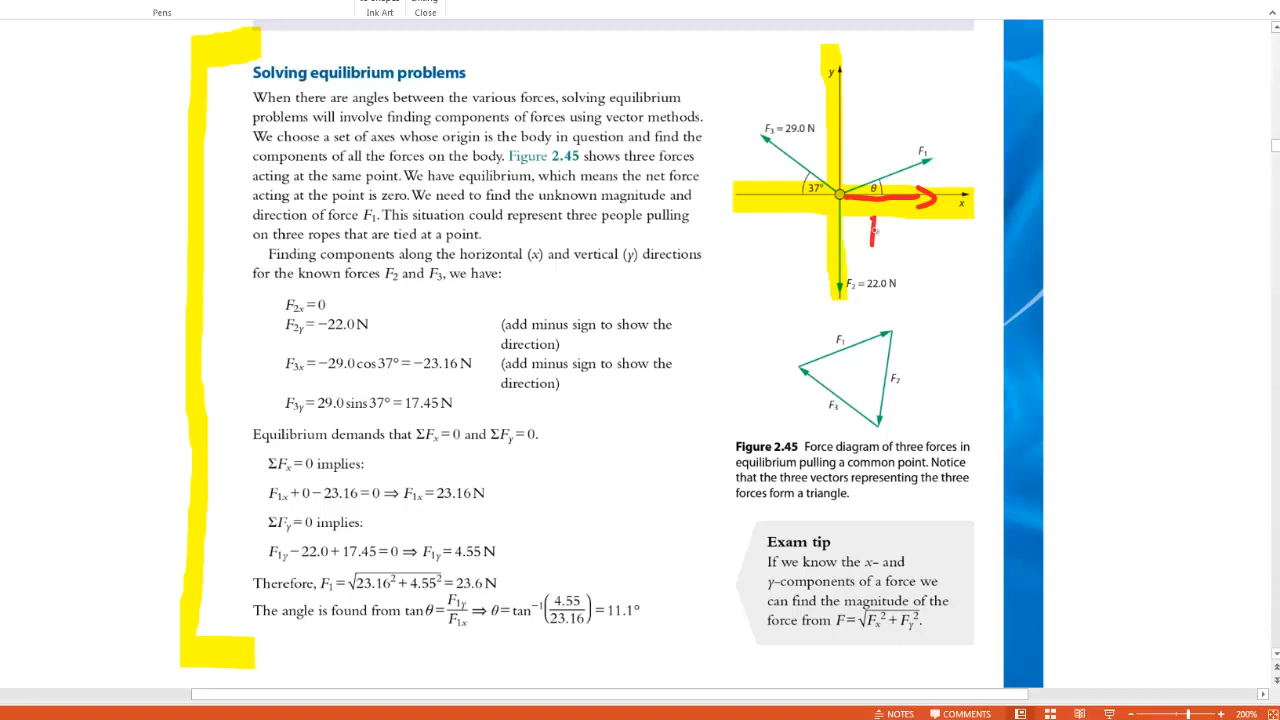 Pens
Ink Art
Close
Solving equilibrium problems
When there are angles between the various forces, solving equilibrium
problems will involve finding components of forces using vector methods.
We choose a set of axes whose origin is the body in question and find the
components of all the forces on the body. Figure 2.45 shows three forces
acting at the same point. We have equilibrium, which means the net force
acting at the point is zero. We need to find the unknown magnitude and
direction of force F₁. This situation could represent three people pulling
on three ropes that are tied at a point.
Finding components along the horizontal (x) and vertical (y) directions
for the known forces F₂ and F₃, we have:
F₂ₓ = 0
F₂ᵧ = −22.0 N (add minus sign to show the
direction)
F₃ₓ = −29.0 cos 37° = −23.16 N (add minus sign to show the
direction)
F₃ᵧ = 29.0 sins 37° = 17.45 N
Equilibrium demands that ΣFₓ = 0 and ΣFᵧ = 0.
ΣFₓ = 0 implies:
F₁ₓ + 0 − 23.16 = 0 ⇒ F₁ₓ = 23.16 N
ΣFᵧ = 0 implies:
F₁ᵧ − 22.0 + 17.45 = 0 ⇒ F₁ᵧ = 4.55 N
Therefore, F₁ = √(23.16² + 4.55²) = 23.6 N
The angle is found from tan θ = F₁ᵧ/F₁ₓ ⇒ θ = tan⁻¹(4.55/23.16) = 11.1°
y
F₃ = 29.0 N
F₁
37°
θ
x
F₂ = 22.0 N
F₁
F₂
F₃
Figure 2.45 Force diagram of three forces in
equilibrium pulling a common point. Notice
that the three vectors representing the three
forces form a triangle.
Exam tip
If we know the x- and
y-components of a force we
can find the magnitude of the
force from F = √(Fₓ² + Fᵧ²).
NOTES
COMMENTS
200%